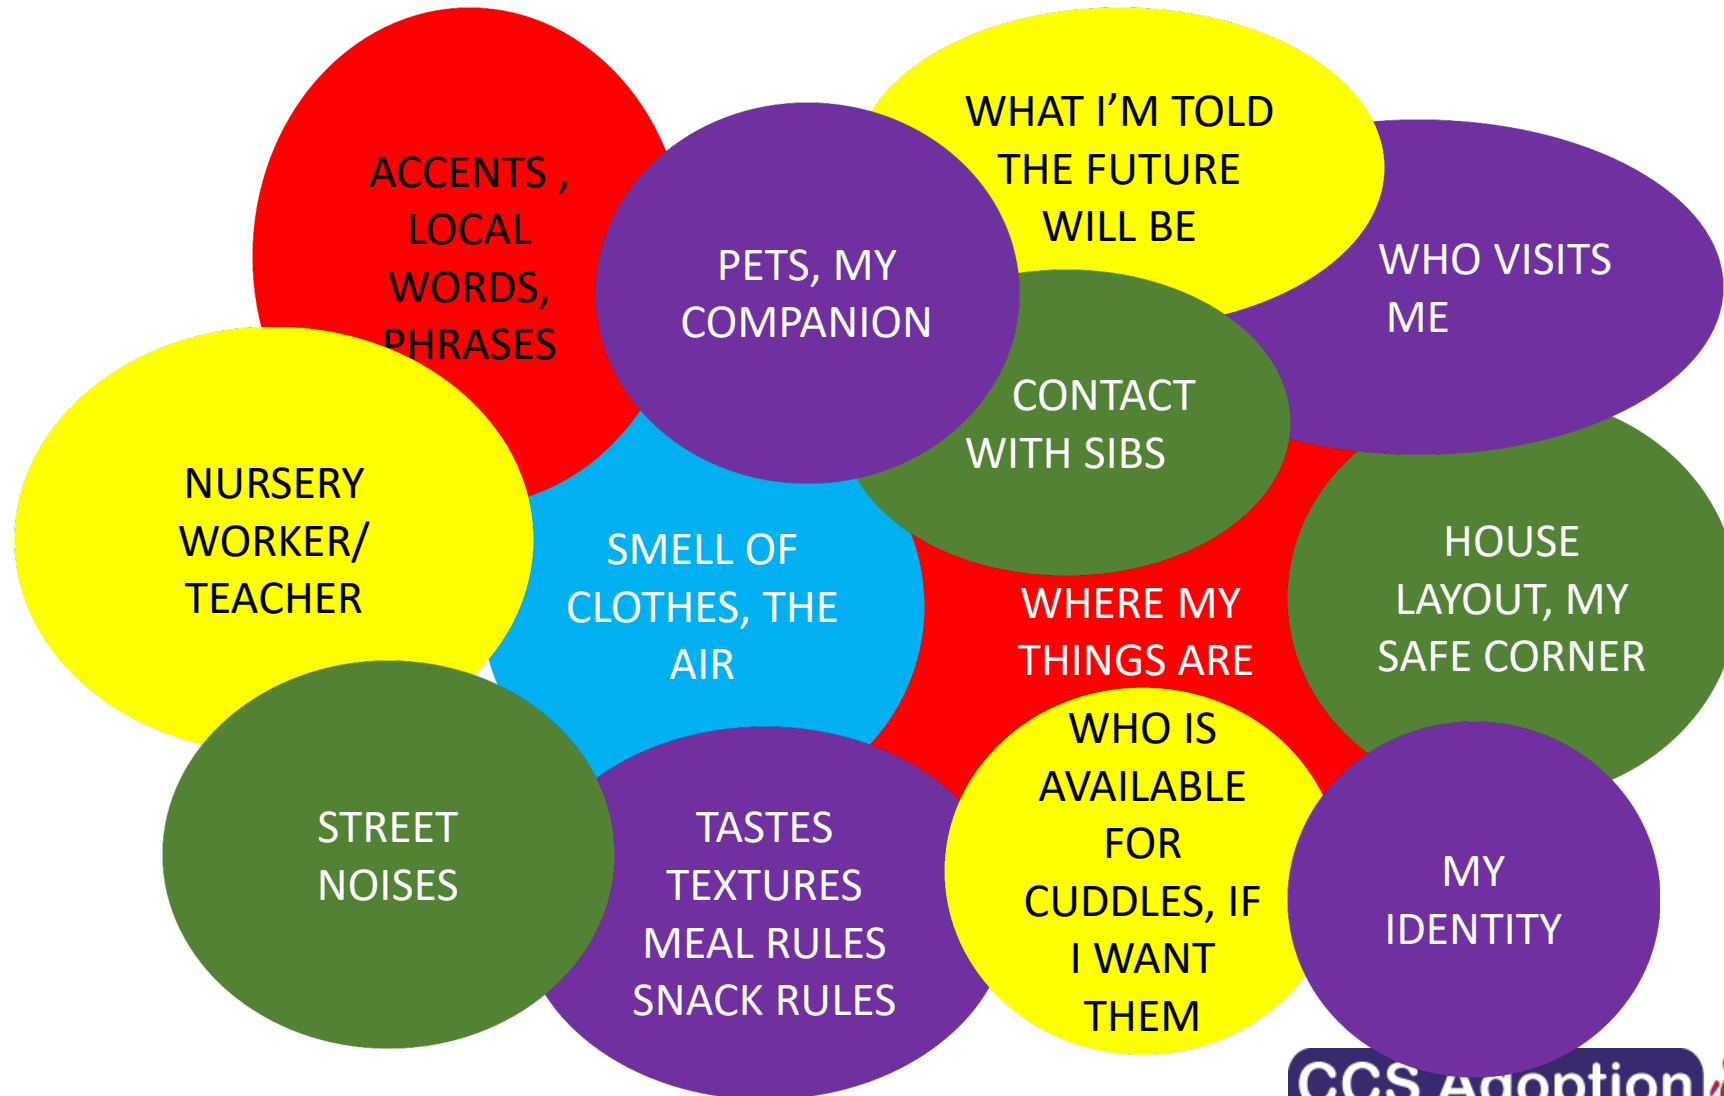 ACCENTS ,
LOCAL
WORDS,
PHRASES
PETS, MY
COMPANION
WHAT I’M TOLD
THE FUTURE
WILL BE
WHO VISITS
ME
CONTACT
WITH SIBS
NURSERY
WORKER/
TEACHER
SMELL OF
CLOTHES, THE
AIR
WHERE MY
THINGS ARE
HOUSE
LAYOUT, MY
SAFE CORNER
STREET
NOISES
TASTES
TEXTURES
MEAL RULES
SNACK RULES
WHO IS
AVAILABLE
FOR
CUDDLES, IF
I WANT
THEM
MY
IDENTITY
CCS Adoption